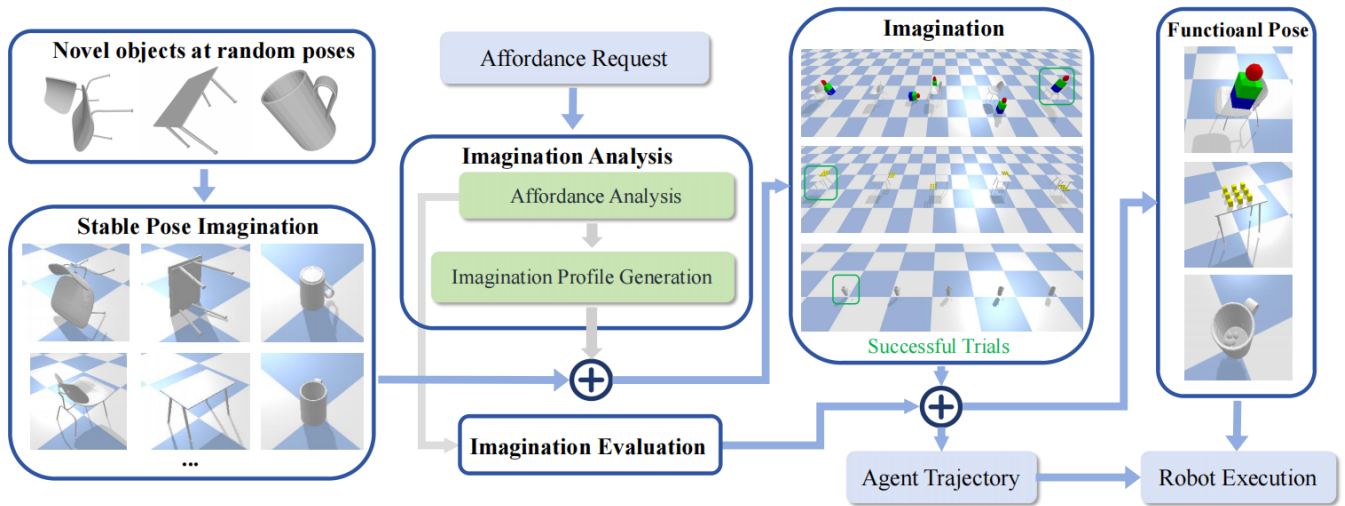 Novel objects at random poses
Stable Pose Imagination
...
Affordance Request
Imagination Analysis
Affordance Analysis
Imagination Profile Generation
Imagination Evaluation
Imagination
Successful Trials
Agent Trajectory
Functioanl Pose
Robot Execution